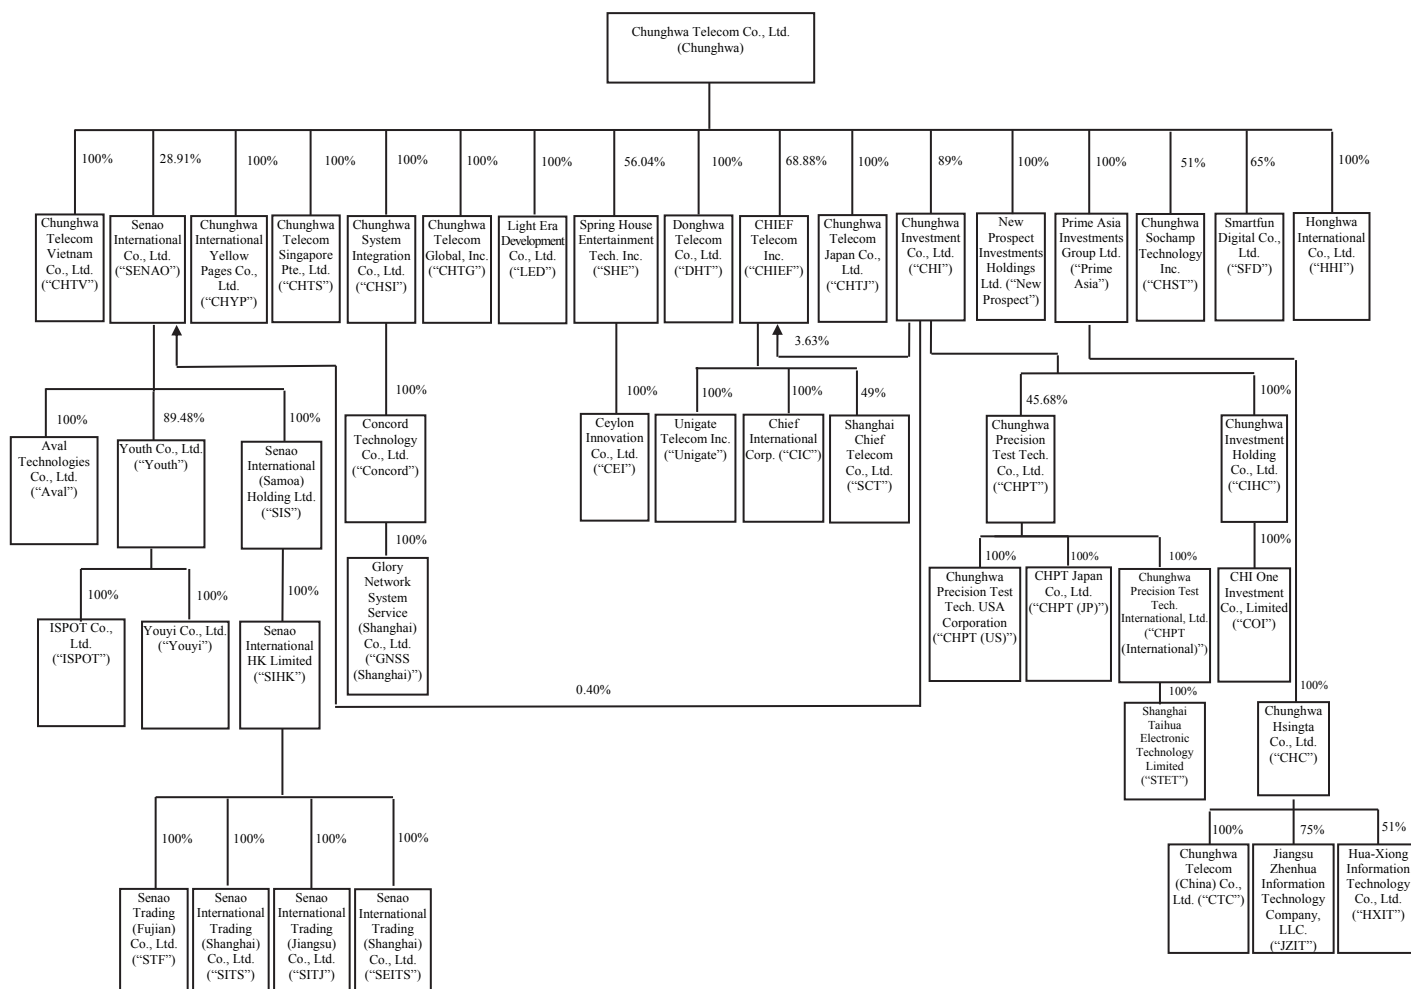 Chunghwa Telecom Co., Ltd.
(Chunghwa)
100%
28.91%
100%
100%
100%
100%
100%
56.04%
100%
68.88%
100%
89%
100%
100%
51%
65%
100%
Chunghwa
Telecom
Vietnam
Co., Ltd.
(“CHTV”)
Senao
International
Co., Ltd.
(“SENAO”)
Chunghwa
International
Yellow
Pages Co.,
Ltd.
(“CHYP”)
Chunghwa
Telecom
Singapore
Pte., Ltd.
(“CHTS”)
Chunghwa
System
Integration
Co., Ltd.
(“CHSI”)
Chunghwa
Telecom
Global, Inc.
(“CHTG”)
Light Era
Development
Co., Ltd.
(“LED”)
Spring House
Entertainment
Tech. Inc.
(“SHE”)
Donghwa
Telecom
Co., Ltd.
(“DHT”)
CHIEF
Telecom
Inc.
(“CHIEF”)
Chunghwa
Telecom
Japan Co.,
Ltd.
(“CHTJ”)
Chunghwa
Investment
Co., Ltd.
(“CHI”)
New
Prospect
Investments
Holdings
Ltd. (“New
Prospect”)
Prime Asia
Investments
Group Ltd.
(“Prime
Asia”)
Chunghwa
Sochamp
Technology
Inc.
(“CHST”)
Smartfun
Digital Co.,
Ltd.
(“SFD”)
Honghwa
International
Co., Ltd.
(“HHI”)
3.63%
100%
89.48%
100%
100%
100%
100%
100%
49%
45.68%
100%
Aval
Technologies
Co., Ltd.
(“Aval”)
Youth Co., Ltd.
(“Youth”)
Senao
International
(Samoa)
Holding Ltd.
(“SIS”)
Concord
Technology
Co., Ltd.
(“Concord”)
Ceylon
Innovation
Co., Ltd.
(“CEI”)
Unigate
Telecom Inc.
(“Unigate”)
Chief
International
Corp. (“CIC”)
Shanghai
Chief
Telecom
Co., Ltd.
(“SCT”)
Chunghwa
Precision
Test Tech.
Co., Ltd.
(“CHPT”)
Chunghwa
Investment
Holding
Co., Ltd.
(“CIHC”)
100%
100%
100%
100%
100%
100%
100%
100%
ISPOT Co.,
Ltd.
(“ISPOT”)
Youyi Co., Ltd.
(“Youyi”)
Senao
International
HK Limited
(“SIHK”)
Glory
Network
System
Service
(Shanghai)
Co., Ltd.
(“GNSS
(Shanghai)”)
Chunghwa
Precision Test
Tech. USA
Corporation
(“CHPT (US)”)
CHPT Japan
Co., Ltd.
(“CHPT (JP)”)
Chunghwa
Precision Test
Tech.
International, Ltd.
(“CHPT
(International)”)
CHI One
Investment
Co., Limited
(“COI”)
0.40%
100%
100%
Shanghai
Taihua
Electronic
Technology
Limited
(“STET”)
Chunghwa
Hsingta
Co., Ltd.
(“CHC”)
100%
100%
100%
100%
100%
75%
51%
Senao
Trading
(Fujian)
Co., Ltd.
(“STF”)
Senao
International
Trading
(Shanghai)
Co., Ltd.
(“SITS”)
Senao
International
Trading
(Jiangsu)
Co., Ltd.
(“SITJ”)
Senao
International
Trading
(Shanghai)
Co., Ltd.
(“SEITS”)
Chunghwa
Telecom
(China) Co.,
Ltd. (“CTC”)
Jiangsu
Zhenhua
Information
Technology
Company,
LLC.
(“JZIT”)
Hua-Xiong
Information
Technology
Co., Ltd.
(“HXIT”)